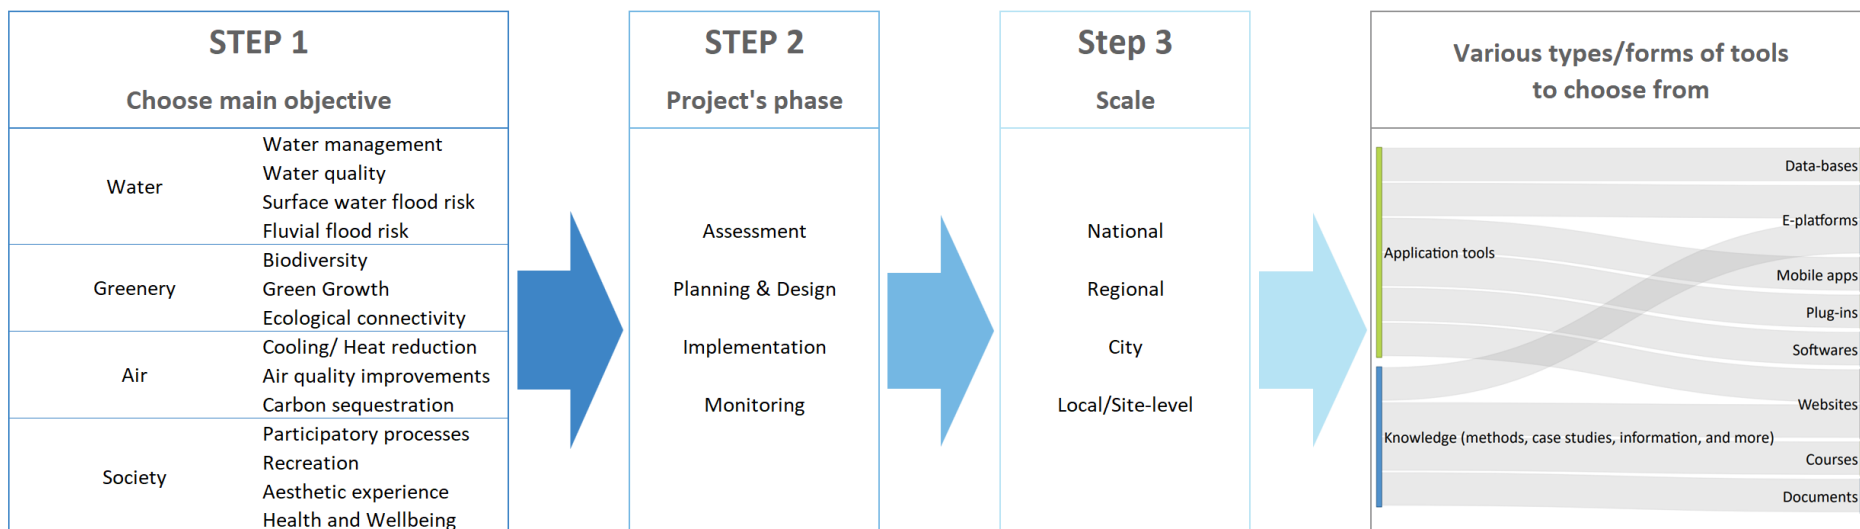 STEP 1
Choose main objective
Water
Water management
Water quality
Surface water flood risk
Fluvial flood risk
Greenery
Biodiversity
Green Growth
Ecological connectivity
Air
Cooling/ Heat reduction
Air quality improvements
Carbon sequestration
Society
Participatory processes
Recreation
Aesthetic experience
Health and Wellbeing
STEP 2
Project's phase
Assessment
Planning & Design
Implementation
Monitoring
Step 3
Scale
National
Regional
City
Local/Site-level
Various types/forms of tools
to choose from
Application tools
Knowledge (methods, case studies, information, and more)
Data-bases
E-platforms
Mobile apps
Plug-ins
Softwares
Websites
Courses
Documents